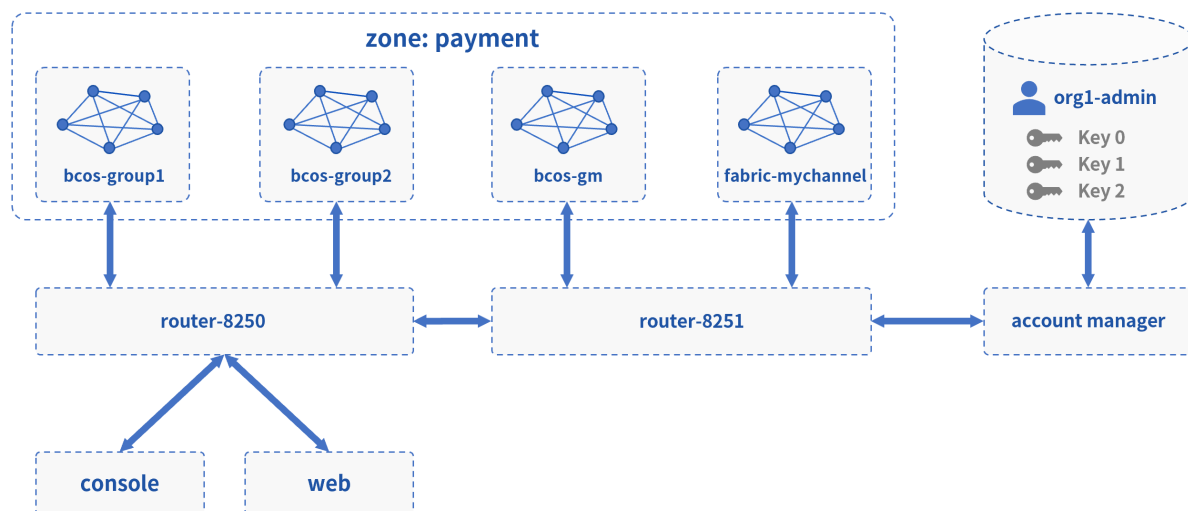 zone: payment
bcos-group1
bcos-group2
bcos-gm
fabric-mychannel
org1-admin
Key 0
Key 1
Key 2
router-8250
router-8251
account manager
console
web